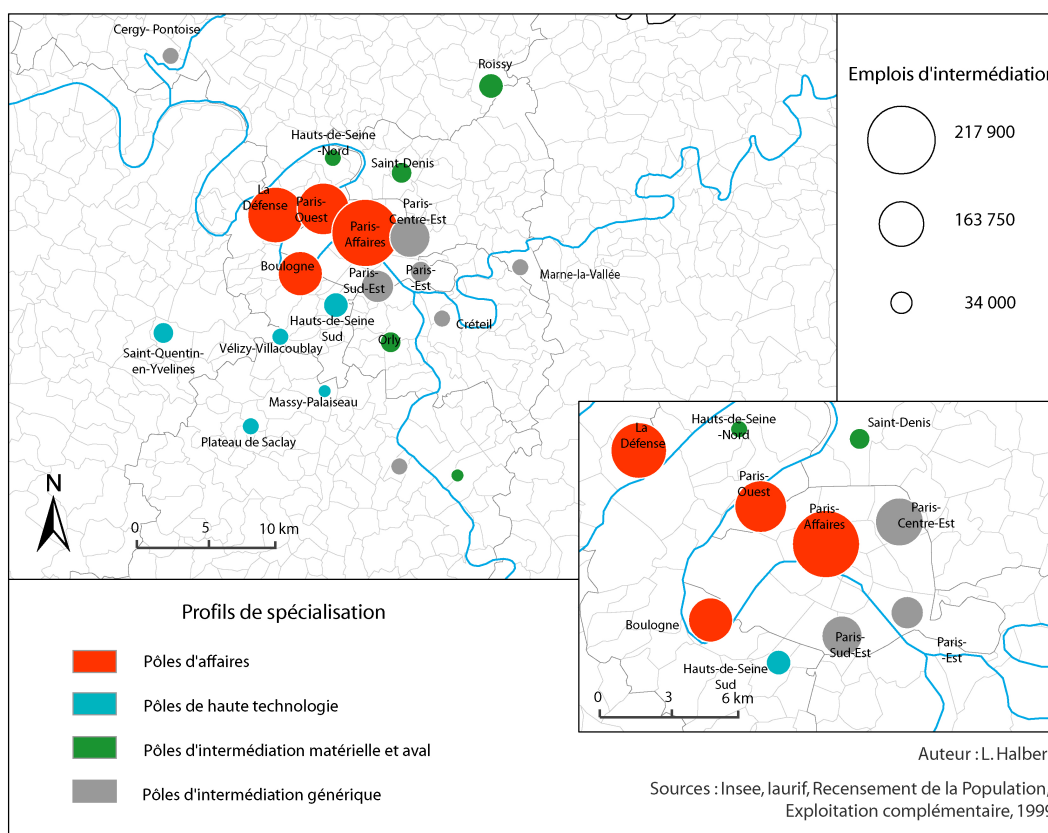 Cergy- Pontoise
Roissy
Hauts-de-Seine
-Nord
Saint-Denis
La
Défense
Paris-
Ouest
Paris-
Centre-Est
Paris-
Affaires
Boulogne
Paris-
Sud-Est
Paris-
-Est
Marne-la-Vallée
Hauts-de-Seine
Sud
Créteil
Saint-Quentin-
en-Yvelines
Vélizy-Villacoublay
Orly
Massy-Palaiseau
Plateau de Saclay
N
0 5 10 km
Emplois d'intermédiation
217 900
163 750
34 000
La
Défense
Hauts-de-Seine
-Nord
Saint-Denis
Paris-
Ouest
Paris-
Affaires
Paris-
Centre-Est
Boulogne
Paris-
Sud-Est
Paris-
-Est
Hauts-de-Seine
Sud
0 3 6 km
Profils de spécialisation
Pôles d'affaires
Pôles de haute technologie
Pôles d'intermédiation matérielle et aval
Pôles d'intermédiation générique
Auteur : L. Halber
Sources : Insee, Iaurif, Recensement de la Population,
Exploitation complémentaire, 1999